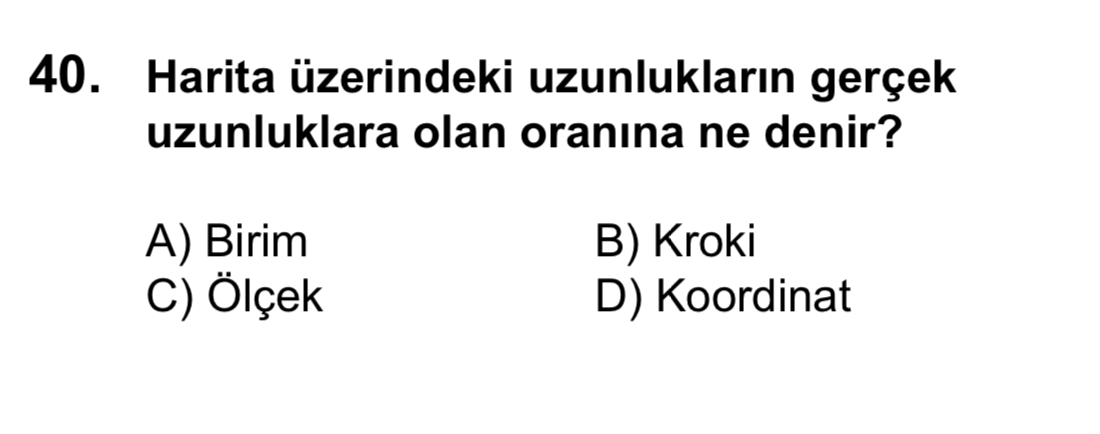 40. Harita üzerindeki uzunlukların gerçek
uzunluklara olan oranına ne denir?
A) Birim B) Kroki
C) Ölçek D) Koordinat